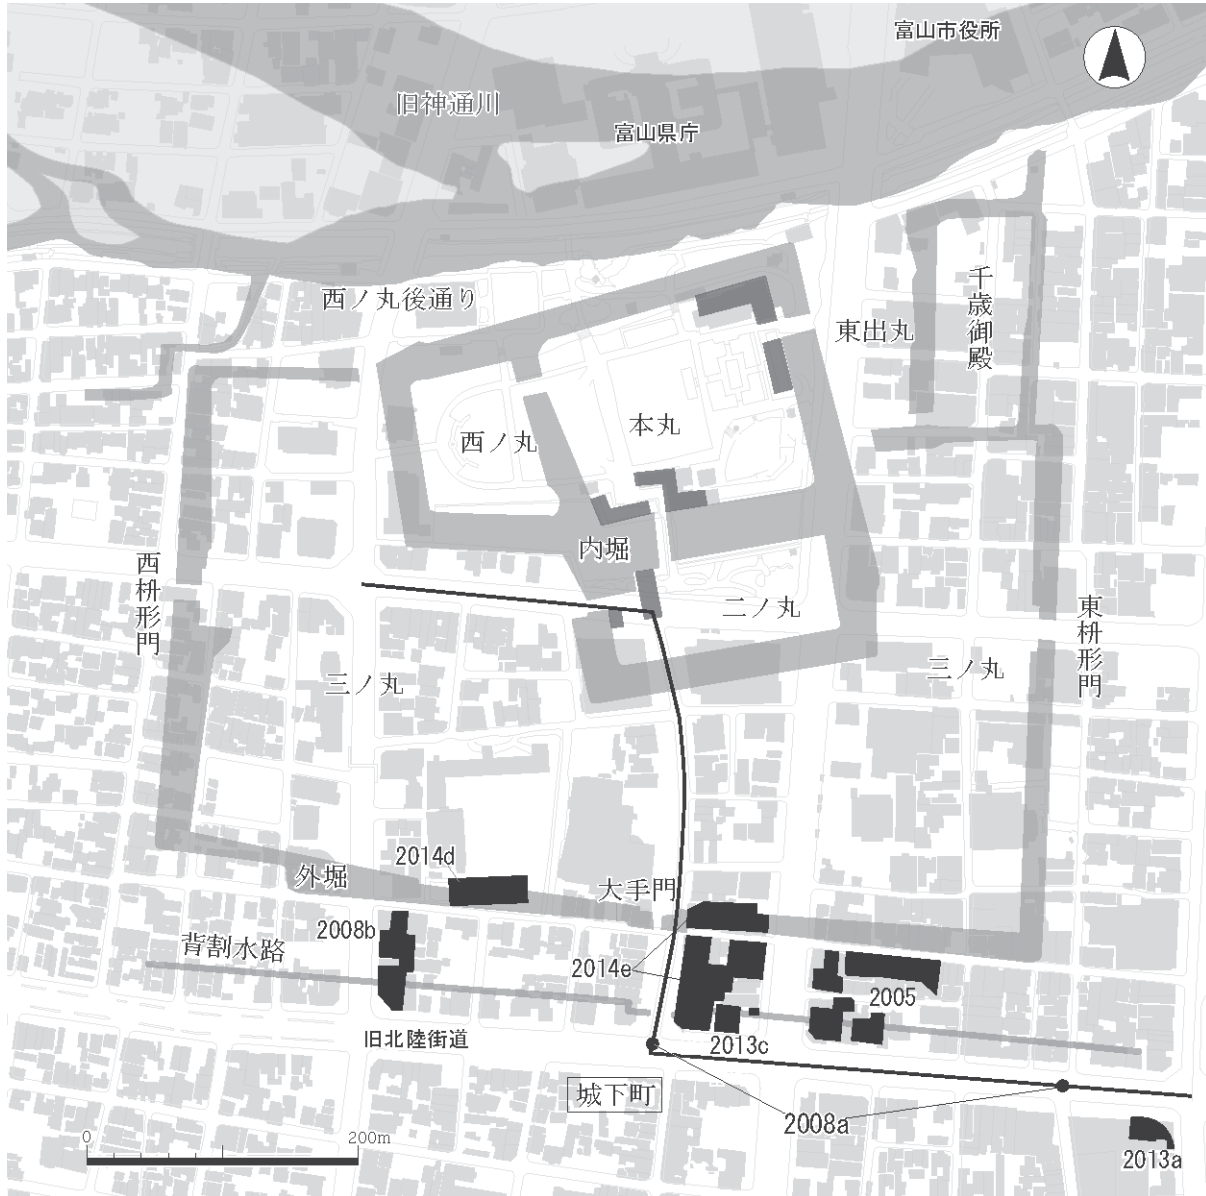 富山市役所
旧神通川
富山県庁
西ノ丸後通り
千歳御殿
東出丸
本丸
西ノ丸
内堀
西枡形門
二ノ丸
東枡形門
三ノ丸
三ノ丸
2014d
外堀
大手門
2008b
背割水路
2014e
2005
旧北陸街道
2013c
城下町
2008a
0
200m
2013a